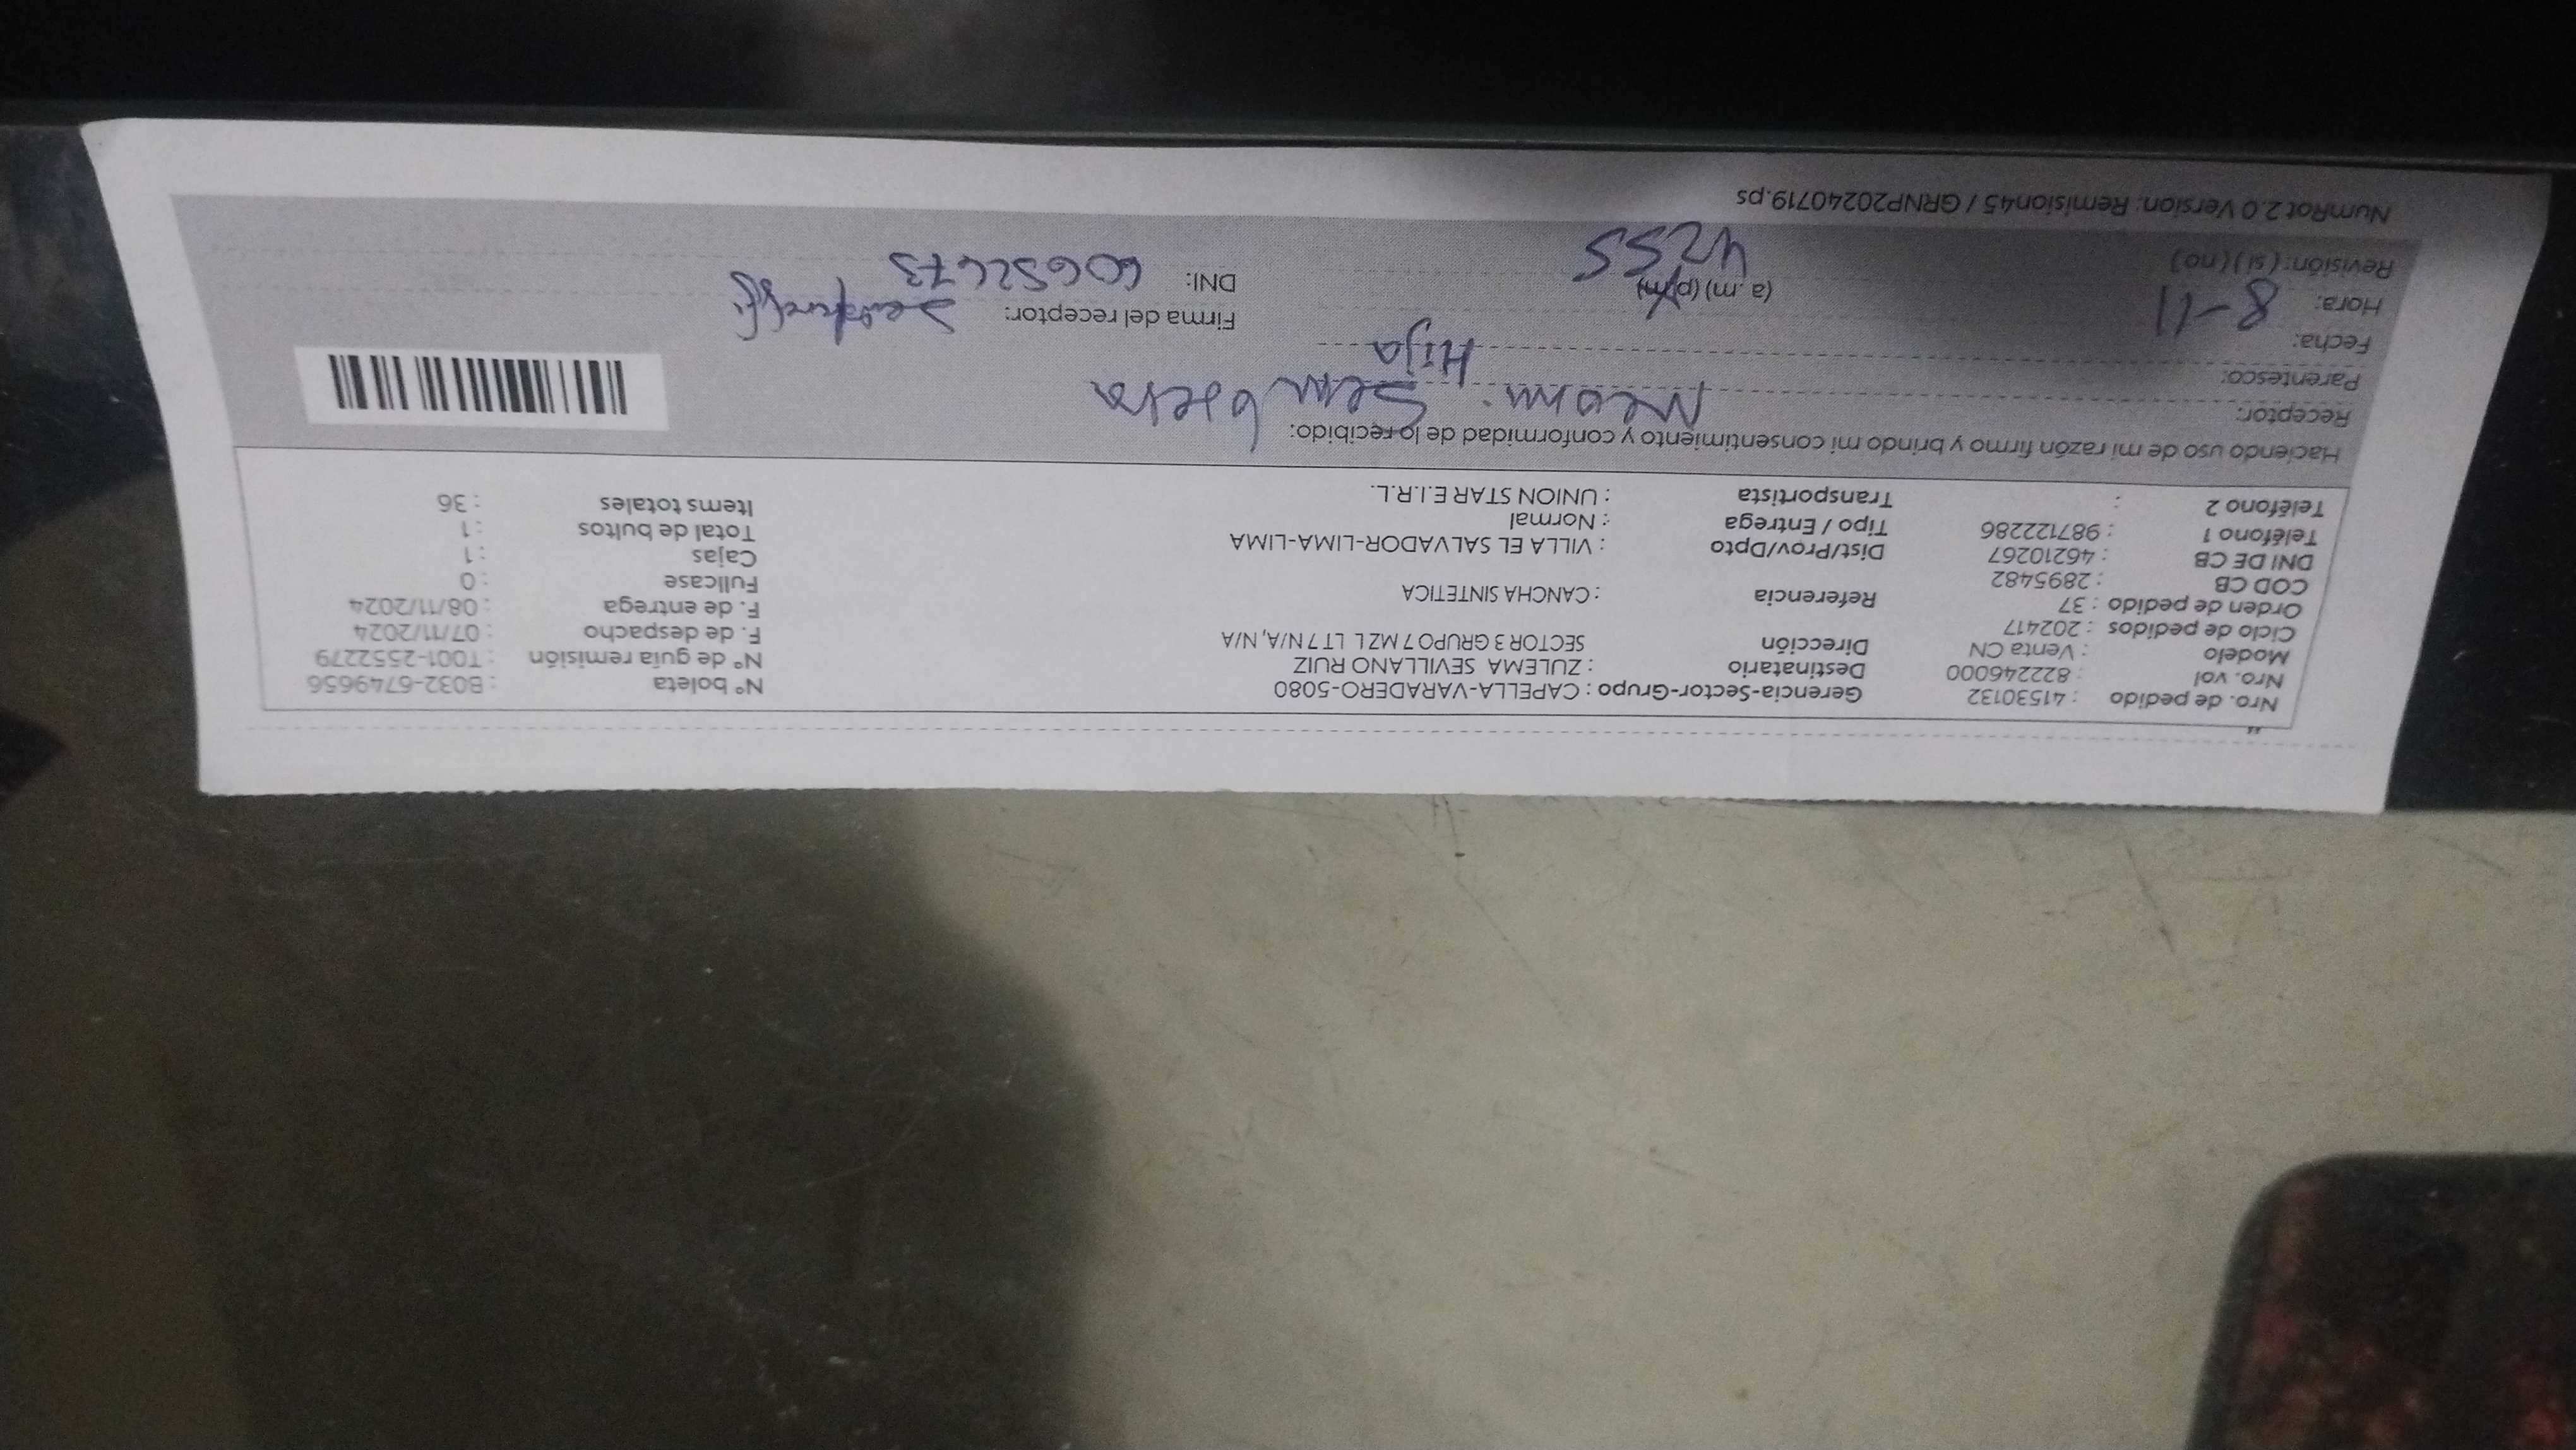 Nro. de pedido : 41530132 Gerencia-Sector-Grupo : CAPELLA-VARADERO-5080 N° boleta : B032-6749656
Nro. vol : 822246000 Destinatario : ZULEMA SEVILLANO RUIZ N° de guía remisión : T001-2552279
Modelo : Venta CN Dirección SECTOR 3 GRUPO 7 MZ L LT 7 N/A, N/A F. de despacho : 07/11/2024
Ciclo de pedidos : 202417 F. de entrega : 08/11/2024
Orden de pedido : 37 Referencia : CANCHA SINTETICA Fullcase : 0
COD CB : 2895482 Cajas : 1
DNI DE CB : 46210267 Dist/Prov/Dpto : VILLA EL SALVADOR-LIMA-LIMA Total de bultos : 1
Teléfono 1 : 987122286 Tipo / Entrega : Normal Items totales : 36
Teléfono 2 : Transportista : UNION STAR E.I.R.L.
Haciendo uso de mi razón firmo y brindo mi consentimiento y conformidad de lo recibido:
Receptor:
Parentesco: Hija
Fecha:
Hora: 8-11 (a.m) (p.m) Firma del receptor:
Revisión: (si) (no) 4255 DNI:
NumRot 2.0 Version: Remision45 / GRNP20240719.ps